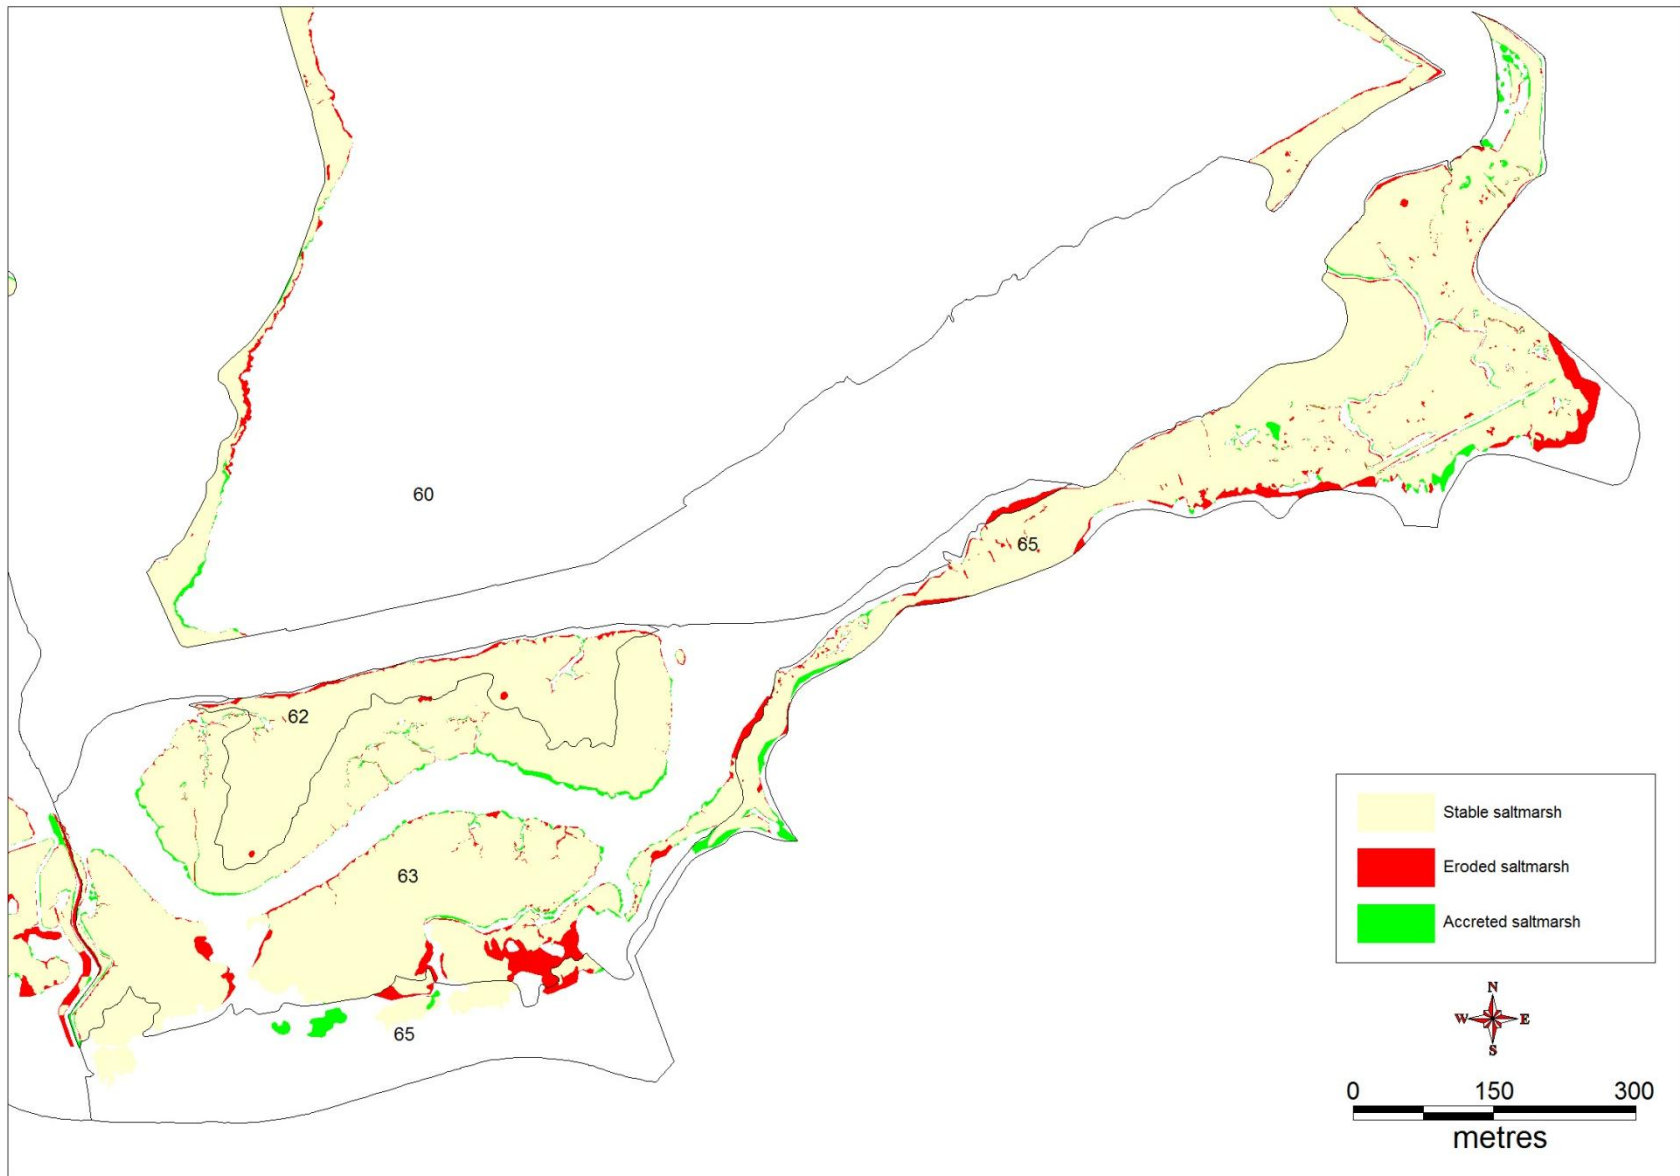 60
65
62
63
65
Stable saltmarsh
Eroded saltmarsh
Accreted saltmarsh
N
W E
S
0 150 300
metres